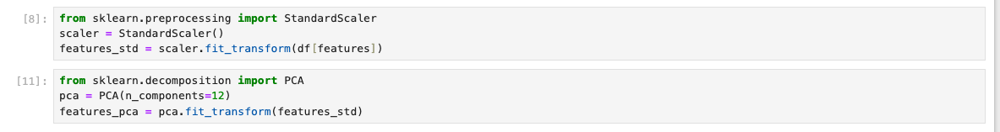 [8]:
from sklearn.preprocessing import StandardScaler
scaler = StandardScaler()
features_std = scaler.fit_transform(df[features])
[11]:
from sklearn.decomposition import PCA
pca = PCA(n_components=12)
features_pca = pca.fit_transform(features_std)